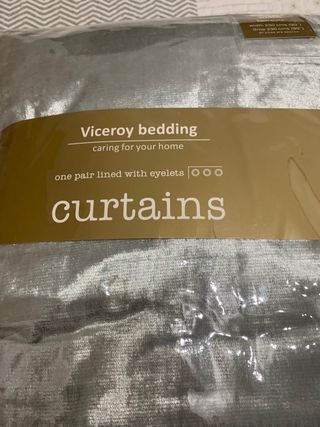 Viceroy bedding
caring for your home
one pair lined with eyelets
curtains